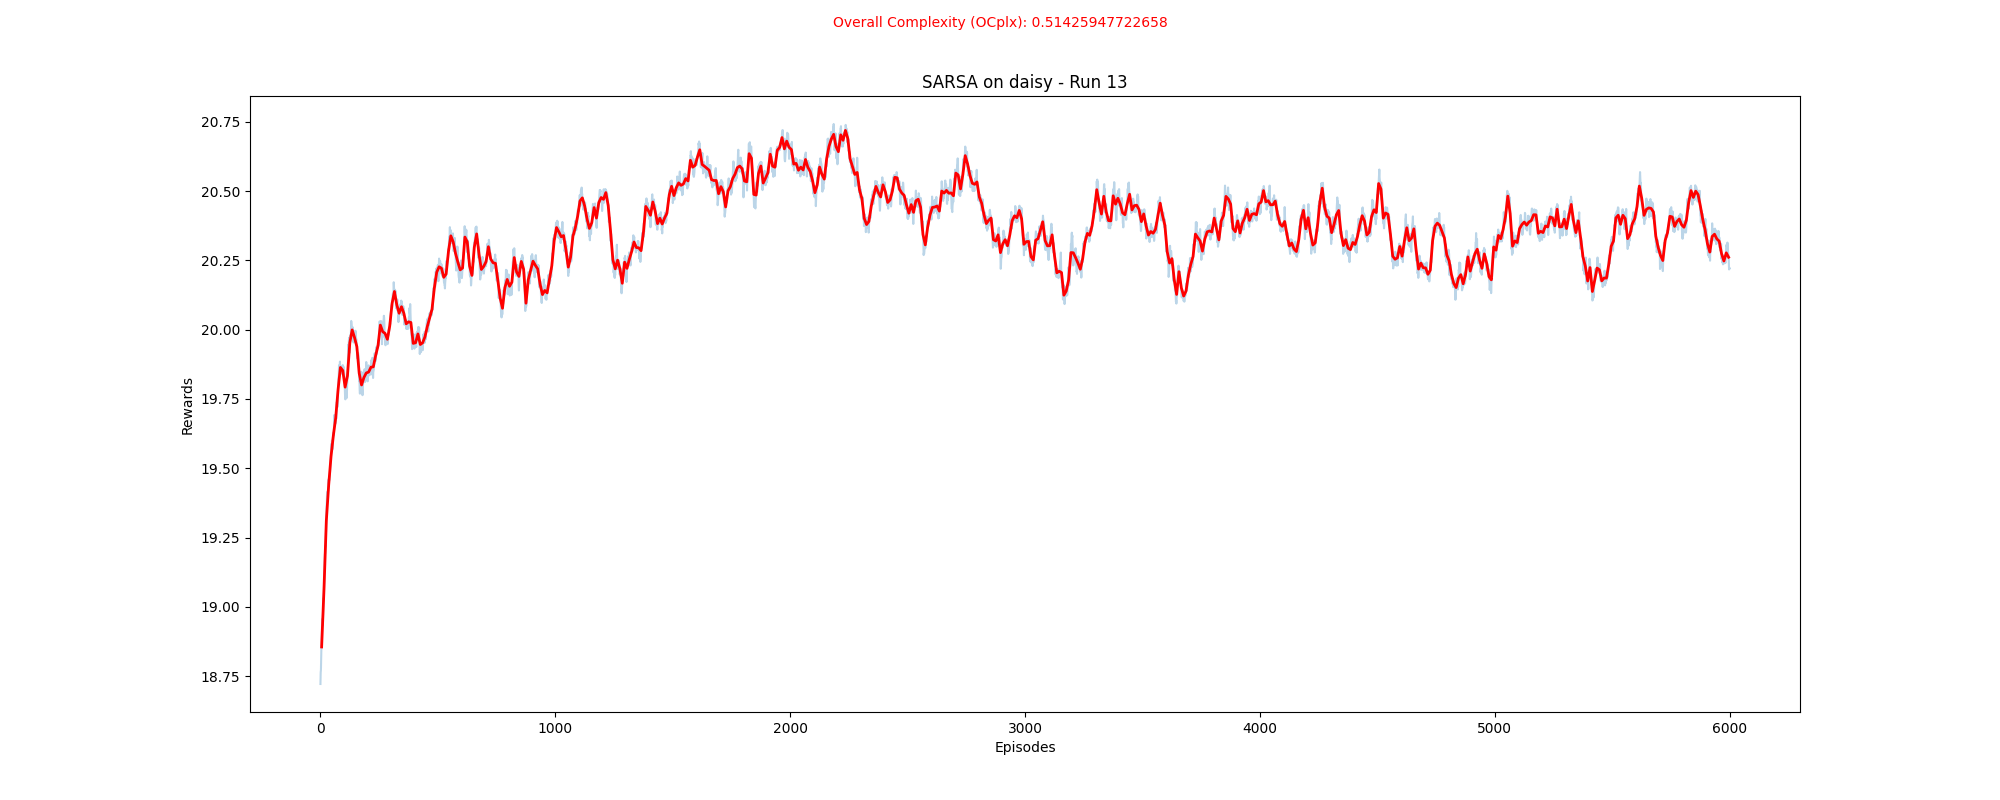 Overall Complexity (OCplx): 0.51425947722658
SARSA on daisy - Run 13
20.75
20.50
20.25
20.00
19.75
19.50
19.25
19.00
18.75
Rewards
0 1000 2000 3000 4000 5000 6000
Episodes